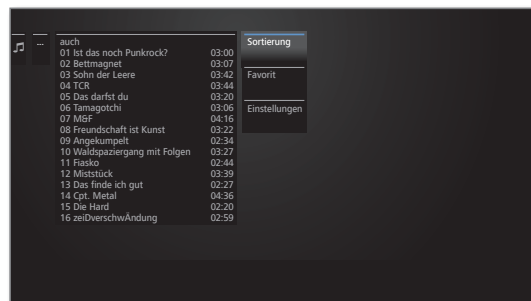 ...
auch
01 Ist das noch Punkrock? 03:00
02 Bettmagnet 03:07
03 Sohn der Leere 03:42
04 TCR 03:44
05 Das darfst du 03:20
06 Tamagotchi 03:06
07 M&F 04:16
08 Freundschaft ist Kunst 03:22
09 Angekumpelt 02:34
10 Waldspaziergang mit Folgen 03:27
11 Fiasko 02:44
12 Miststück 03:39
13 Das finde ich gut 02:27
14 Cpt. Metal 04:36
15 Die Hard 02:20
16 zeiDverschwÄndung 02:59
Sortierung
Favorit
Einstellungen